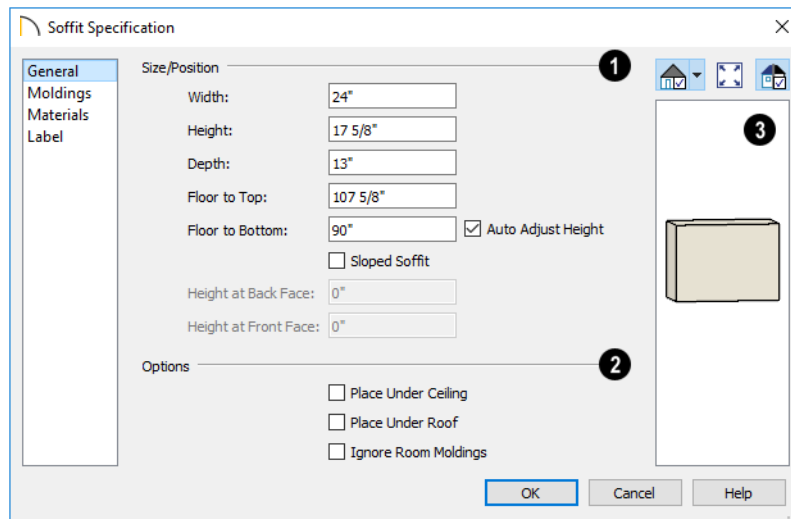 Soffit Specification
General
Moldings
Materials
Label
Size/Position
1
Width: 24"
Height: 17 5/8"
Depth: 13"
Floor to Top: 107 5/8"
Floor to Bottom: 90" Auto Adjust Height
Sloped Soffit
Height at Back Face: 0"
Height at Front Face: 0"
Options
2
Place Under Ceiling
Place Under Roof
Ignore Room Moldings
3
OK Cancel Help